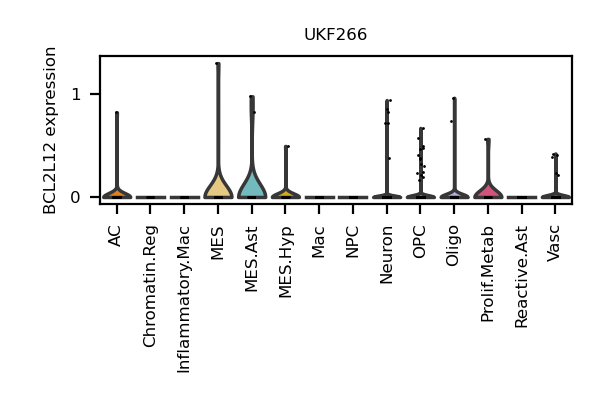 UKF266
BCL2L12 expression
1
0
AC
Chromatin.Reg
Inflammatory.Mac
MES
MES.Ast
MES.Hyp
Mac
NPC
Neuron
OPC
Oligo
Prolif.Metab
Reactive.Ast
Vasc